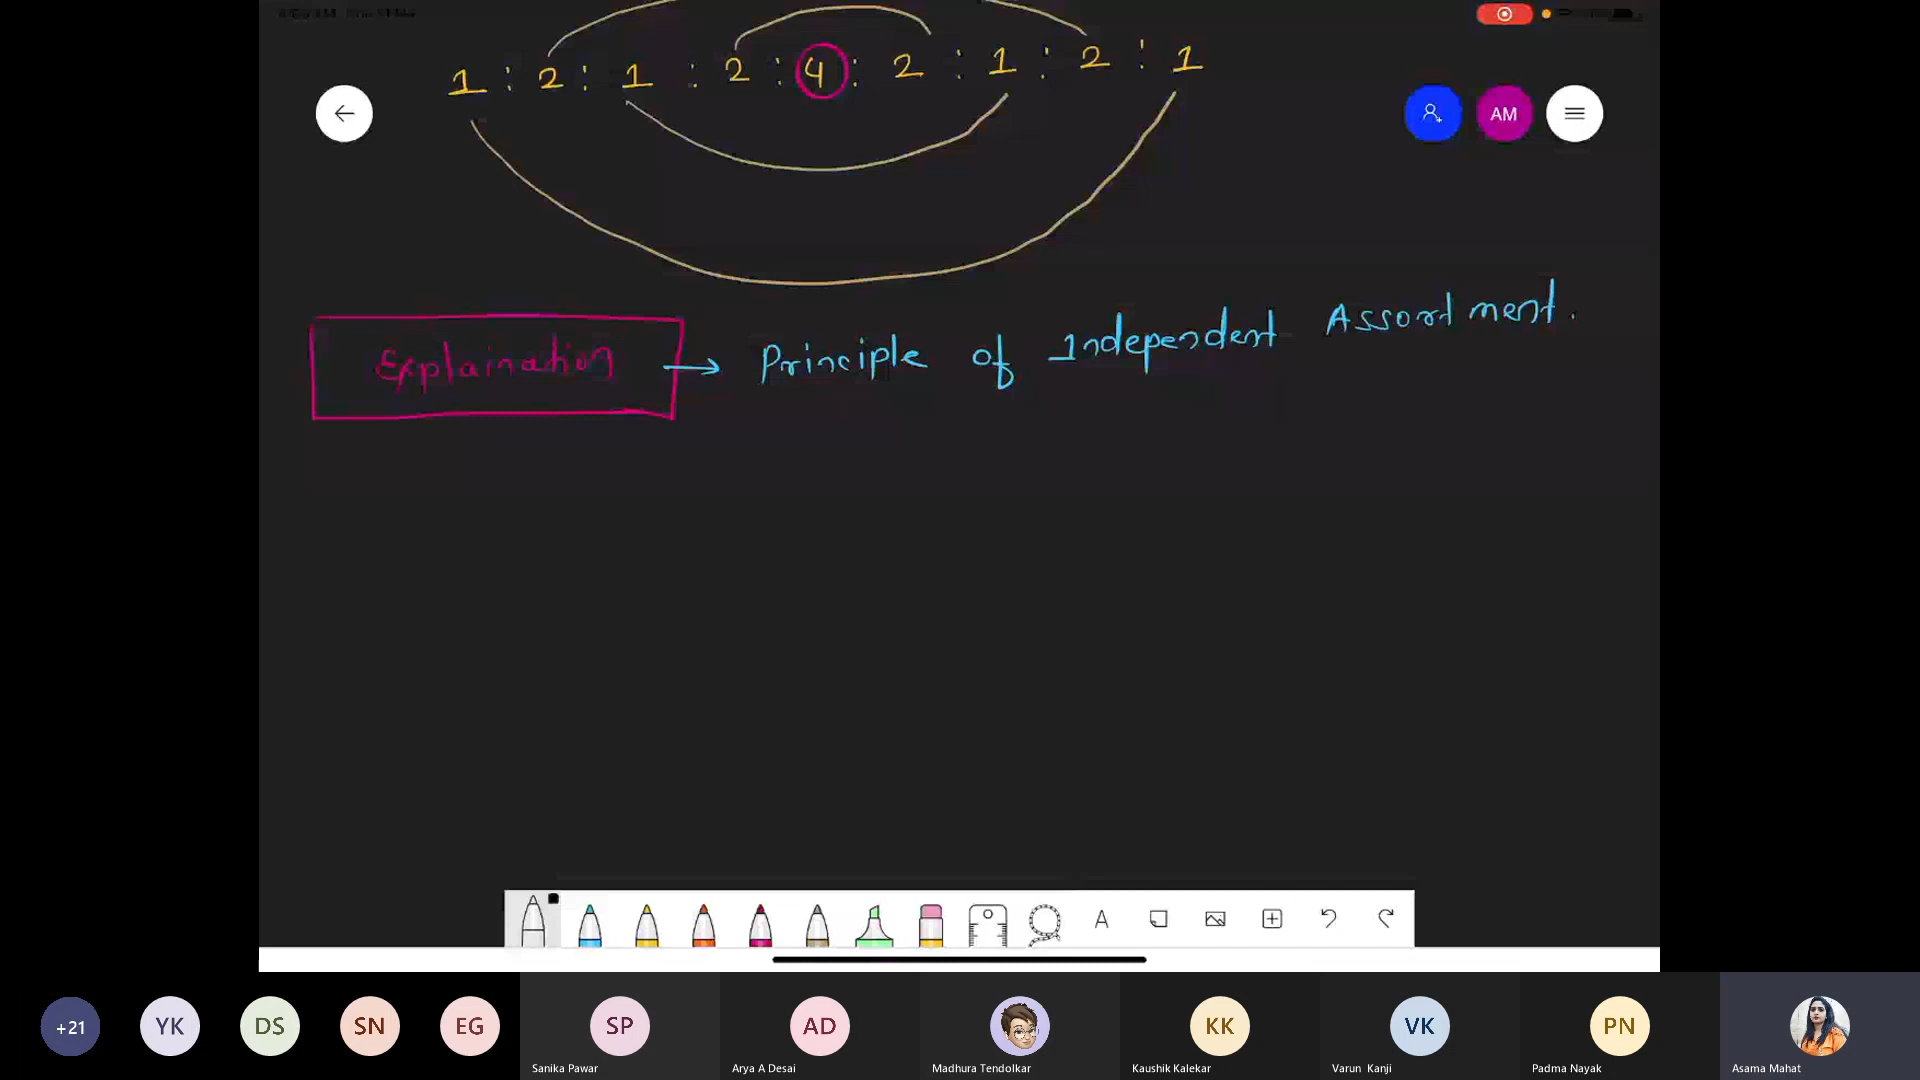 1 : 2 : 1 : 2 : 4 : 2 : 1 : 2 : 1
AM
Explaination → Principle of Independent Assortment.
A
+21 YK DS SN EG SP AD KK VK PN
Sanika Pawar Arya A Desai Madhura Tendolkar Kaushik Kalekar Varun Kanji Padma Nayak Asama Mahat